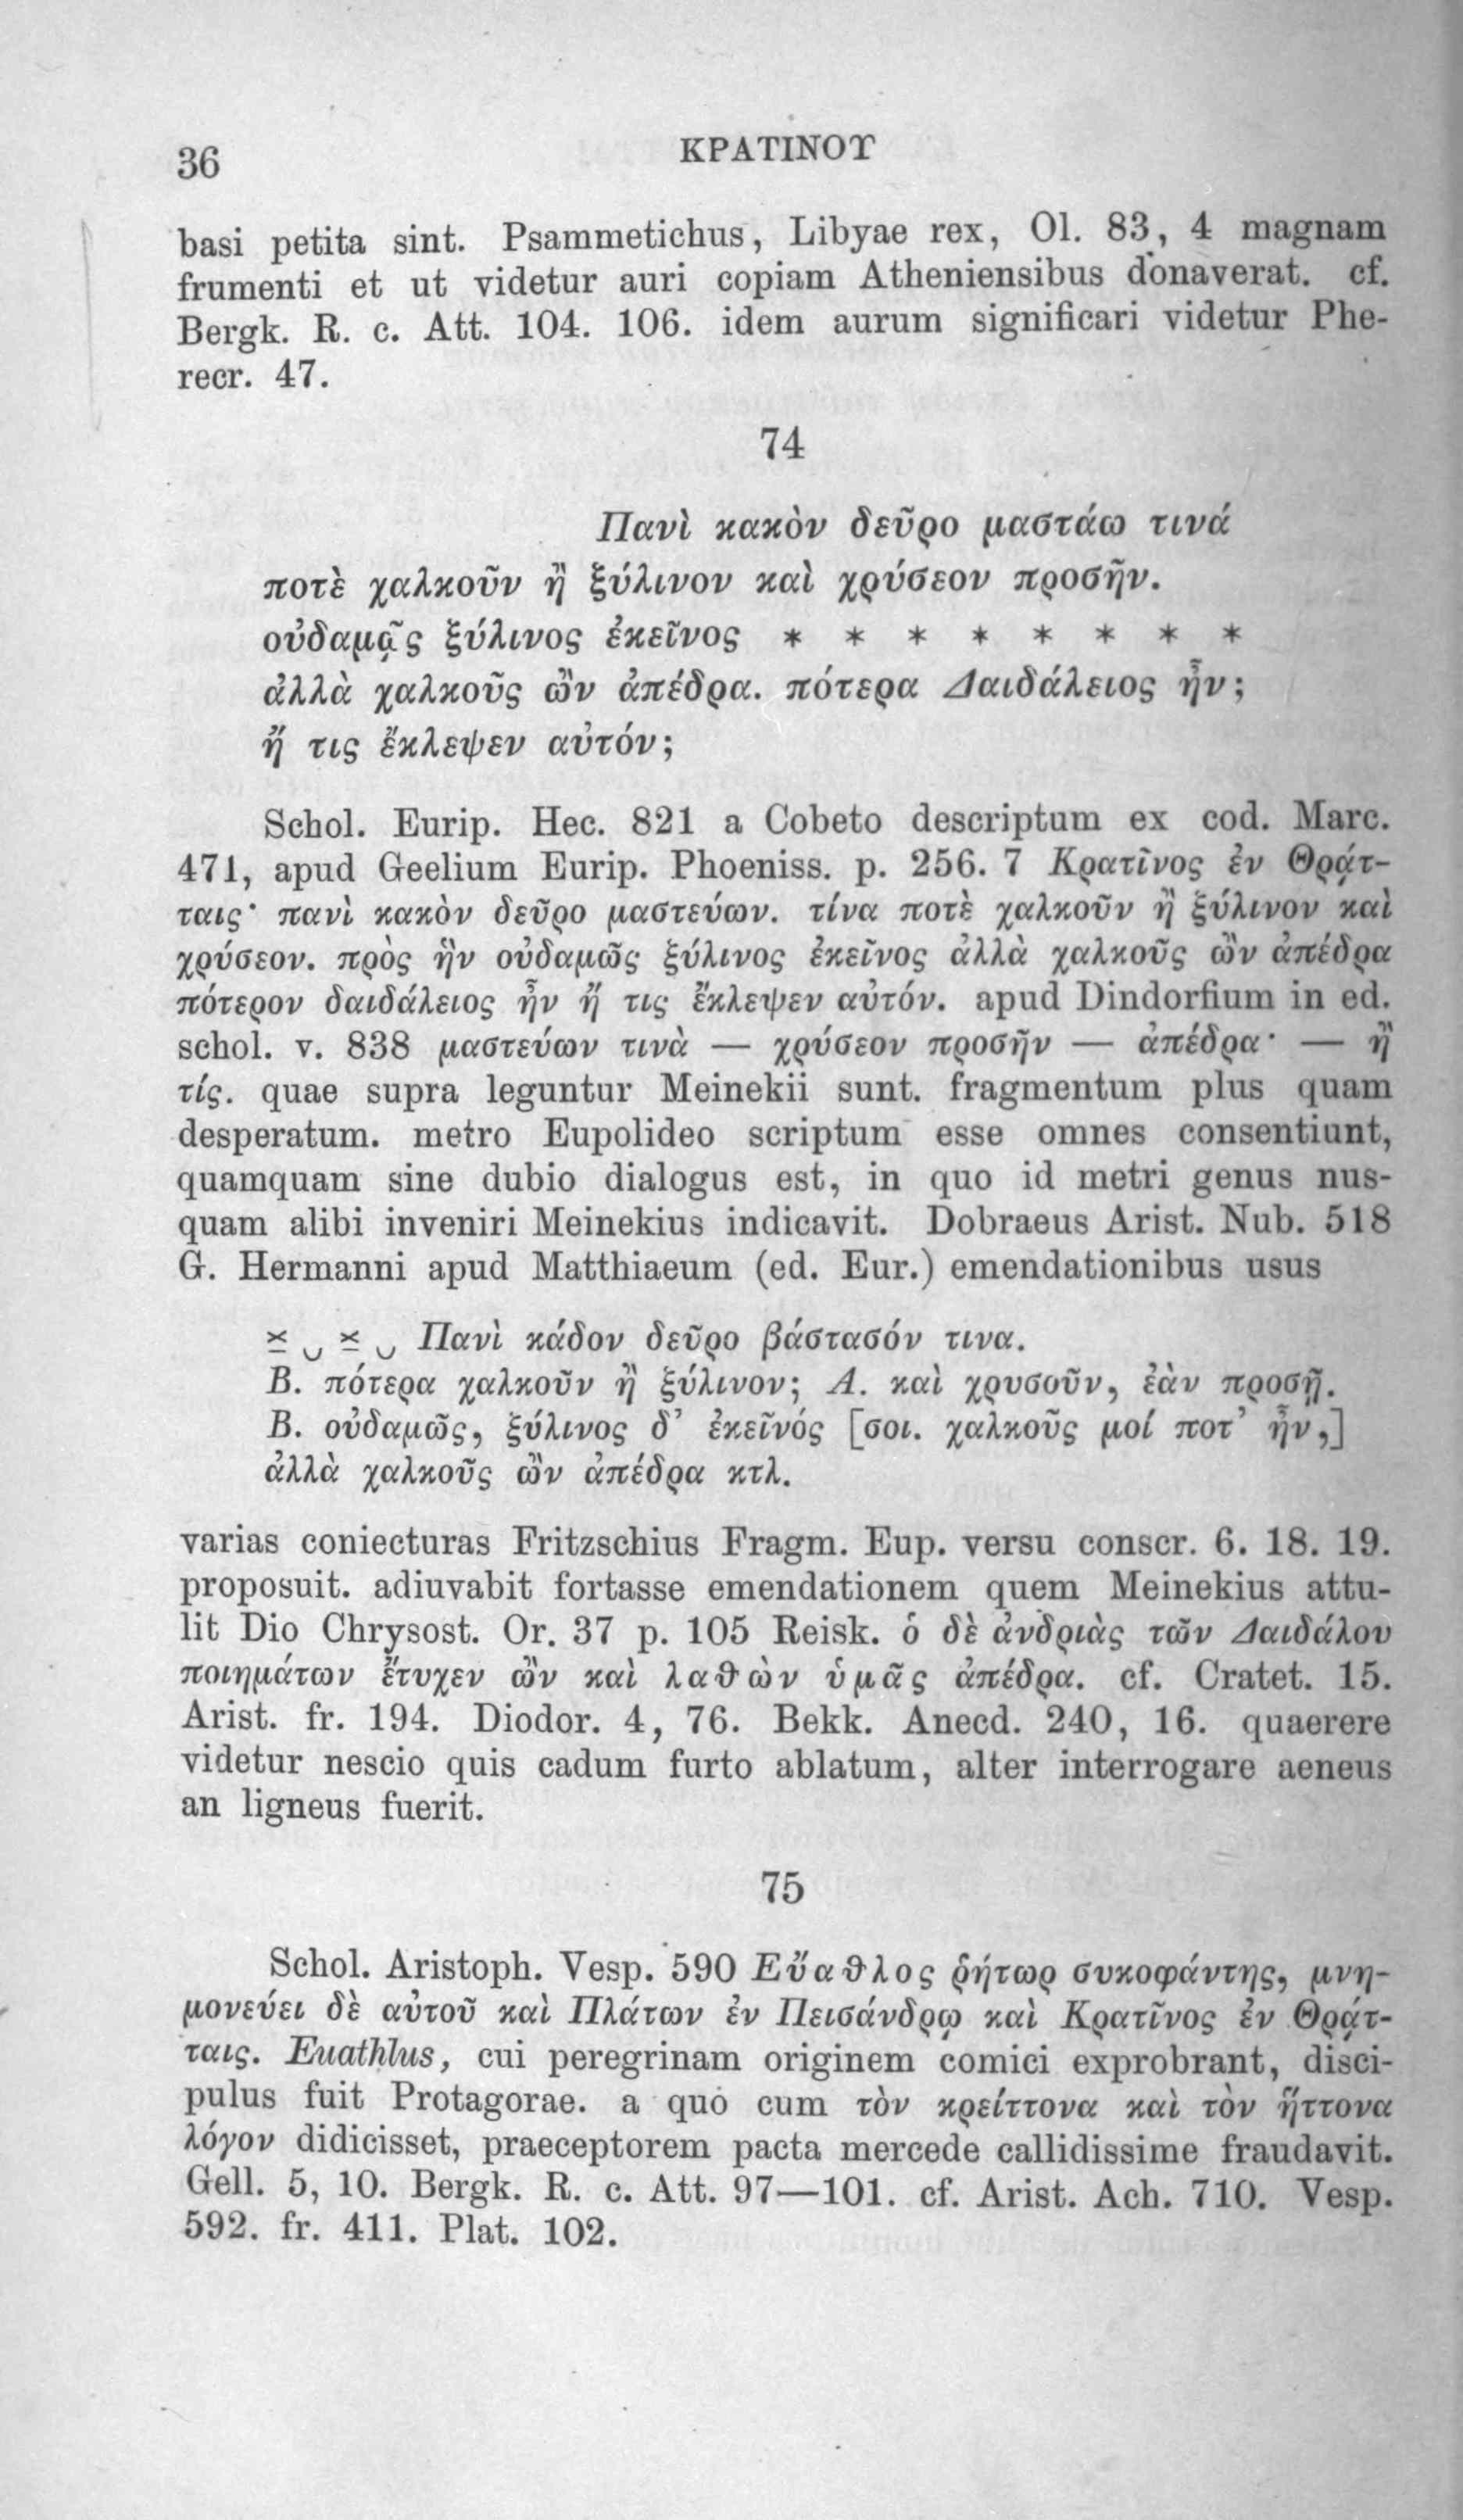 36
ΚΡΑΤΙΝΟΥ
basi petita sint. Psammetichus, Libyae rex, Ol. 83, 4 magnam
frumenti et ut videtur auri copiam Atheniensibus donaverat. cf.
Bergk. R. c. Att. 104. 106. idem aurum significari videtur Phe-
recr. 47.
74
Πανὶ κακὸν δεῦρο μαστάω τινά
ποτὲ χαλκοῦν ἢ ξύλινον καὶ χρύσεον προσῆν.
οὐδαμᾷς ξύλινος ἐκεῖνος * * * * * * * *
ἀλλὰ χαλκοῦς ὢν ἀπέδρα. πότερα Δαιδάλειος ἦν;
ἤ τις ἔκλεψεν αὐτόν;
Schol. Eurip. Hec. 821 a Cobeto descriptum ex cod. Marc.
471, apud Geelium Eurip. Phoeniss. p. 256. 7 Κρατῖνος ἐν Θρᾴτ-
ταις· πανὶ κακὸν δεῦρο μαστεύων. τίνα ποτὲ χαλκοῦν ἢ ξύλινον καὶ
χρύσεον. πρὸς ἣν οὐδαμῶς ξύλινος ἐκεῖνος ἀλλὰ χαλκοῦς ὢν ἀπέδρα
πότερον δαιδάλειος ἦν ἤ τις ἔκλεψεν αὐτόν. apud Dindorfium in ed.
schol. v. 838 μαστεύων τινὰ — χρύσεον προσῆν — ἀπέδρα· — ἢ
τίς. quae supra leguntur Meinekii sunt. fragmentum plus quam
desperatum. metro Eupolideo scriptum esse omnes consentiunt,
quamquam sine dubio dialogus est, in quo id metri genus nus-
quam alibi inveniri Meinekius indicavit. Dobraeus Arist. Nub. 518
G. Hermanni apud Matthiaeum (ed. Eur.) emendationibus usus
⏓ ⏑ ⏓ ⏑ Πανὶ κάδον δεῦρο βάστασόν τινα.
Β. πότερα χαλκοῦν ἢ ξύλινον; Α. καὶ χρυσοῦν, ἐὰν προσῇ.
Β. οὐδαμῶς, ξύλινος δ’ ἐκεῖνός [σοι. χαλκοῦς μοί ποτ’ ἦν,]
ἀλλὰ χαλκοῦς ὢν ἀπέδρα κτλ.
varias coniecturas Fritzschius Fragm. Eup. versu conscr. 6. 18. 19.
proposuit. adiuvabit fortasse emendationem quem Meinekius attu-
lit Dio Chrysost. Or. 37 p. 105 Reisk. ὁ δὲ ἀνδριὰς τῶν Δαιδάλου
ποιημάτων ἔτυχεν ὢν καὶ λαθὼν ὑμᾶς ἀπέδρα. cf. Cratet. 15.
Arist. fr. 194. Diodor. 4, 76. Bekk. Anecd. 240, 16. quaerere
videtur nescio quis cadum furto ablatum, alter interrogare aeneus
an ligneus fuerit.
75
Schol. Aristoph. Vesp. 590 Εὔαθλος ῥήτωρ συκοφάντης, μνη-
μονεύει δὲ αὐτοῦ καὶ Πλάτων ἐν Πεισάνδρῳ καὶ Κρατῖνος ἐν Θρᾴτ-
ταις. Euathlus, cui peregrinam originem comici exprobrant, disci-
pulus fuit Protagorae. a quo cum τὸν κρείττονα καὶ τὸν ἥττονα
λόγον didicisset, praeceptorem pacta mercede callidissime fraudavit.
Gell. 5, 10. Bergk. R. c. Att. 97—101. cf. Arist. Ach. 710. Vesp.
592. fr. 411. Plat. 102.